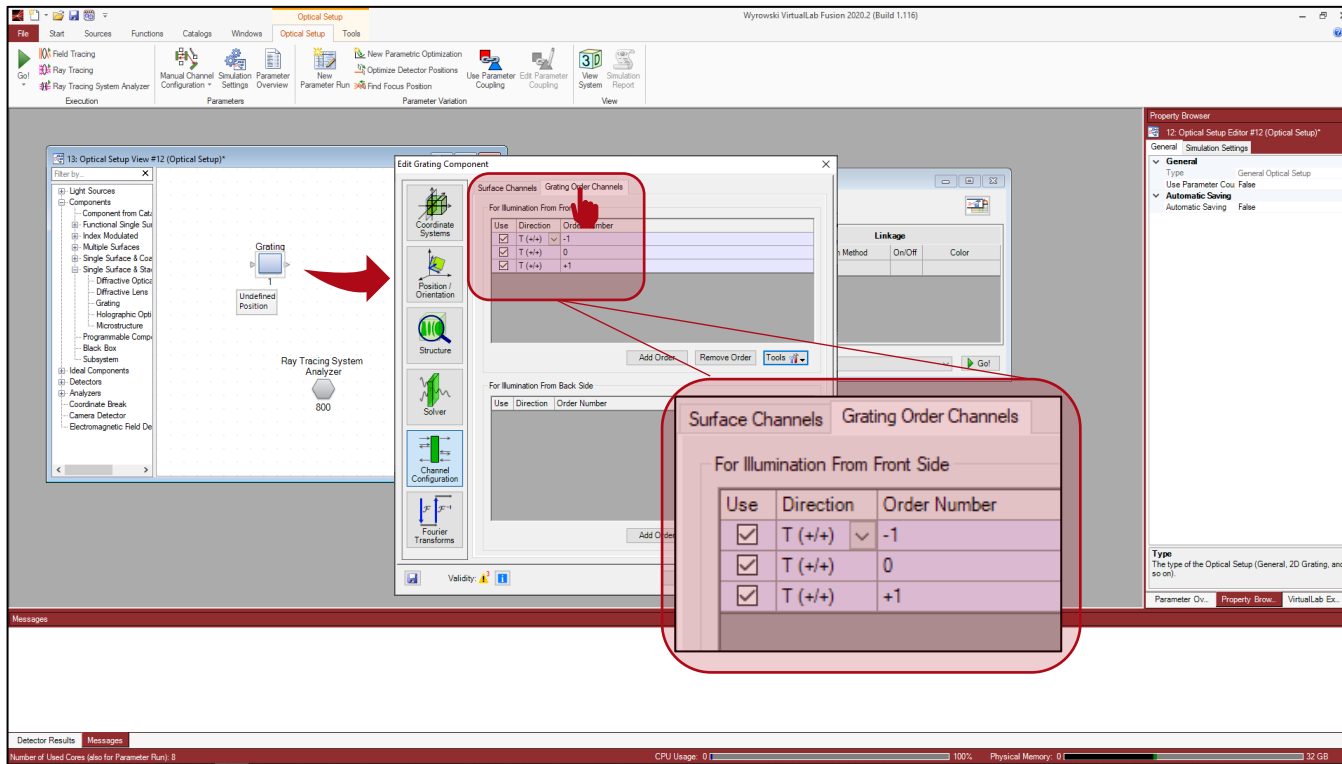 Optical Setup
Wyrowski VirtualLab Fusion 2020.2 (Build 1.116)
File Start Sources Functions Catalogs Windows Optical Setup Tools
Go!
Field Tracing
Ray Tracing
Ray Tracing System Analyzer
Execution
Manual Channel Configuration
Simulation Settings
Parameter Overview
Parameters
New Parameter Run
New Parametric Optimization
Optimize Detector Positions
Find Focus Position
Use Parameter Coupling
Edit Parameter Coupling
Parameter Variation
3D
View System
Simulation Report
View
13: Optical Setup View #12 (Optical Setup)*
Filter by... X
Light Sources
Components
Component from Cata
Functional Single Sur
Index Modulated
Multiple Surfaces
Single Surface & Coa
Single Surface & Stac
Diffractive Optica
Diffractive Lens
Grating
Holographic Opti
Microstructure
Programmable Compo
Black Box
Subsystem
Ideal Components
Detectors
Analyzers
Coordinate Break
Camera Detector
Electromagnetic Field De
Grating
1
Undefined
Position
Ray Tracing System
Analyzer
800
Edit Grating Component
Coordinate
Systems
Position /
Orientation
Structure
Solver
Channel
Configuration
Fourier
Transforms
Surface Channels Grating Order Channels
For Illumination From Fron
Use Direction Order Number
T (+/+) -1
T (+/+) 0
T (+/+) +1
Add Order Remove Order Tools
For Illumination From Back Side
Use Direction Order Number
Add Order
Validity: 3
Linkage
n Method On/Off Color
Go!
Surface Channels Grating Order Channels
For Illumination From Front Side
Use Direction Order Number
T (+/+) -1
T (+/+) 0
T (+/+) +1
Property Browser
12: Optical Setup Editor #12 (Optical Setup)*
General Simulation Settings
General
Type General Optical Setup
Use Parameter Cou False
Automatic Saving
Automatic Saving False
Type
The type of the Optical Setup (General, 2D Grating, and
so on).
Parameter Ov... Property Brow... VirtualLab Ex...
Messages
Detector Results Messages
Number of Used Cores (also for Parameter Run): 8 CPU Usage: 0 100% Physical Memory: 0 32 GB